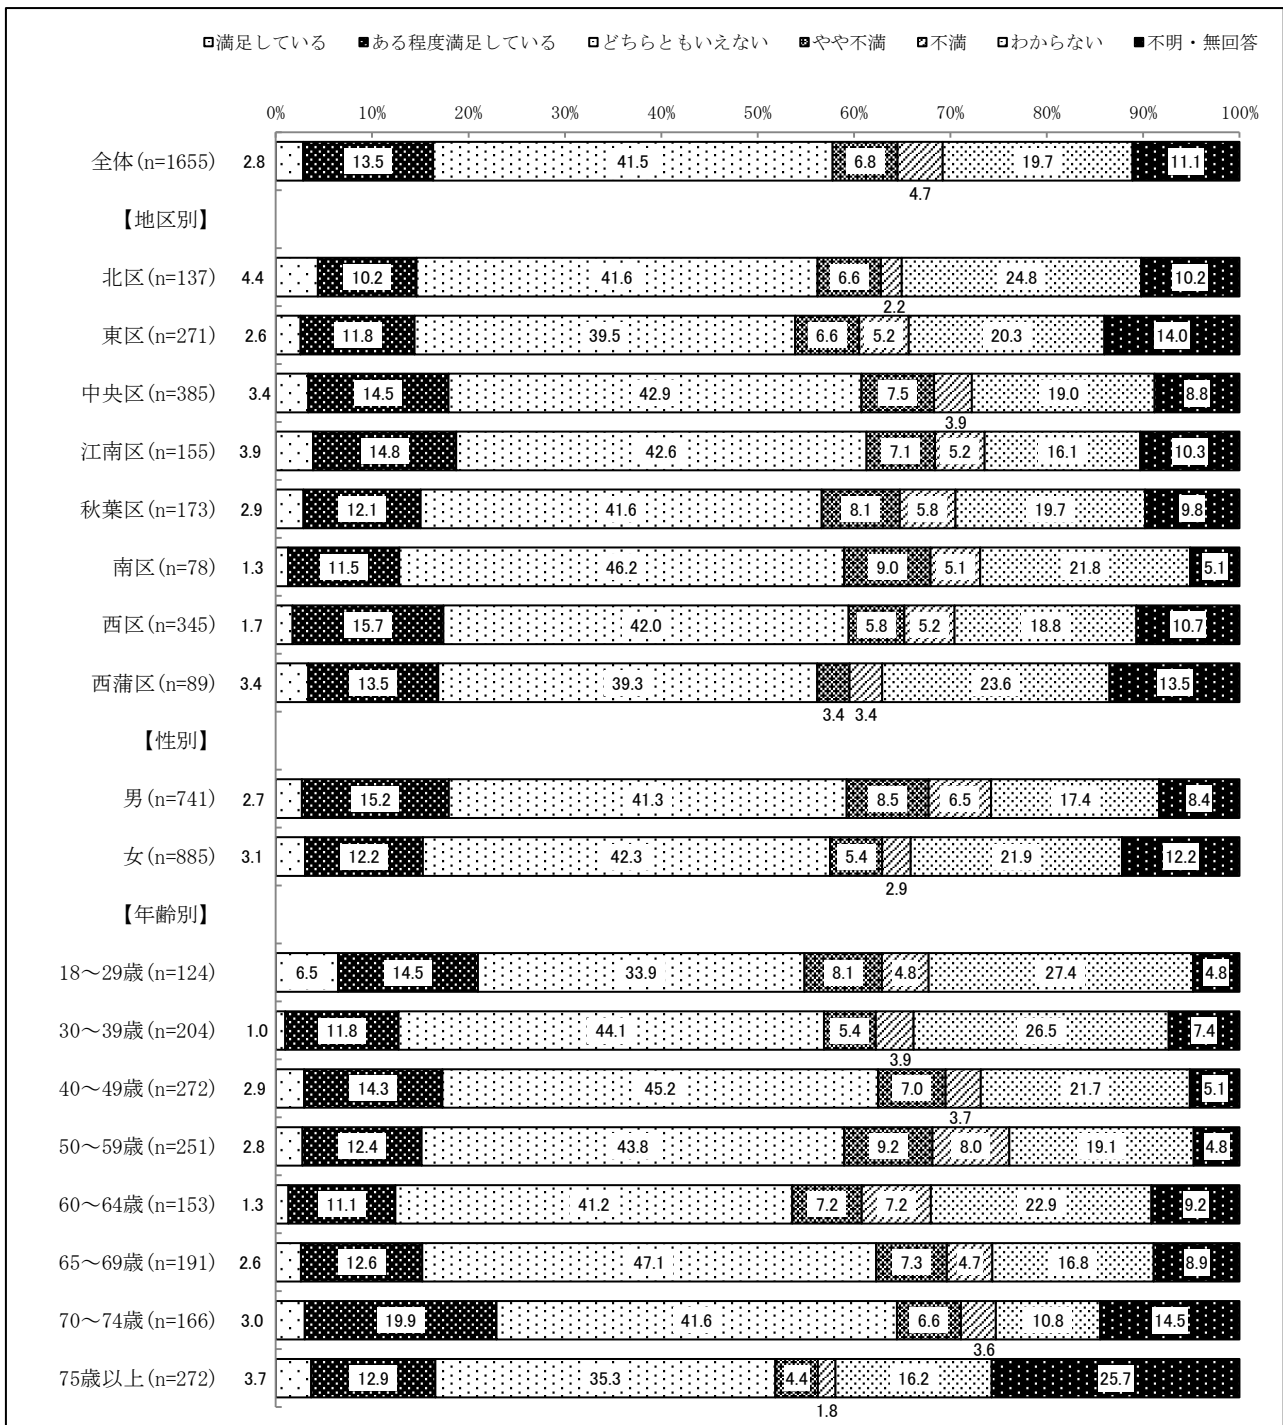 満足している ある程度満足している どちらともいえない やや不満 不満 わからない 不明・無回答
0% 10% 20% 30% 40% 50% 60% 70% 80% 90% 100%
全体(n=1655) 2.8 13.5 41.5 6.8 19.7 11.1
4.7
【地区別】
北区(n=137) 4.4 10.2 41.6 6.6 24.8 10.2
2.2
東区(n=271) 2.6 11.8 39.5 6.6 5.2 20.3 14.0
中央区(n=385) 3.4 14.5 42.9 7.5 19.0 8.8
3.9
江南区(n=155) 3.9 14.8 42.6 7.1 5.2 16.1 10.3
秋葉区(n=173) 2.9 12.1 41.6 8.1 5.8 19.7 9.8
南区(n=78) 1.3 11.5 46.2 9.0 5.1 21.8 5.1
西区(n=345) 1.7 15.7 42.0 5.8 5.2 18.8 10.7
西蒲区(n=89) 3.4 13.5 39.3 23.6 13.5
3.4 3.4
【性別】
男(n=741) 2.7 15.2 41.3 8.5 6.5 17.4 8.4
女(n=885) 3.1 12.2 42.3 5.4 21.9 12.2
2.9
【年齢別】
18～29歳(n=124) 6.5 14.5 33.9 8.1 4.8 27.4 4.8
30～39歳(n=204) 1.0 11.8 44.1 5.4 26.5 7.4
3.9
40～49歳(n=272) 2.9 14.3 45.2 7.0 21.7 5.1
3.7
50～59歳(n=251) 2.8 12.4 43.8 9.2 8.0 19.1 4.8
60～64歳(n=153) 1.3 11.1 41.2 7.2 7.2 22.9 9.2
65～69歳(n=191) 2.6 12.6 47.1 7.3 4.7 16.8 8.9
70～74歳(n=166) 3.0 19.9 41.6 6.6 10.8 14.5
3.6
75歳以上(n=272) 3.7 12.9 35.3 4.4 16.2 25.7
1.8